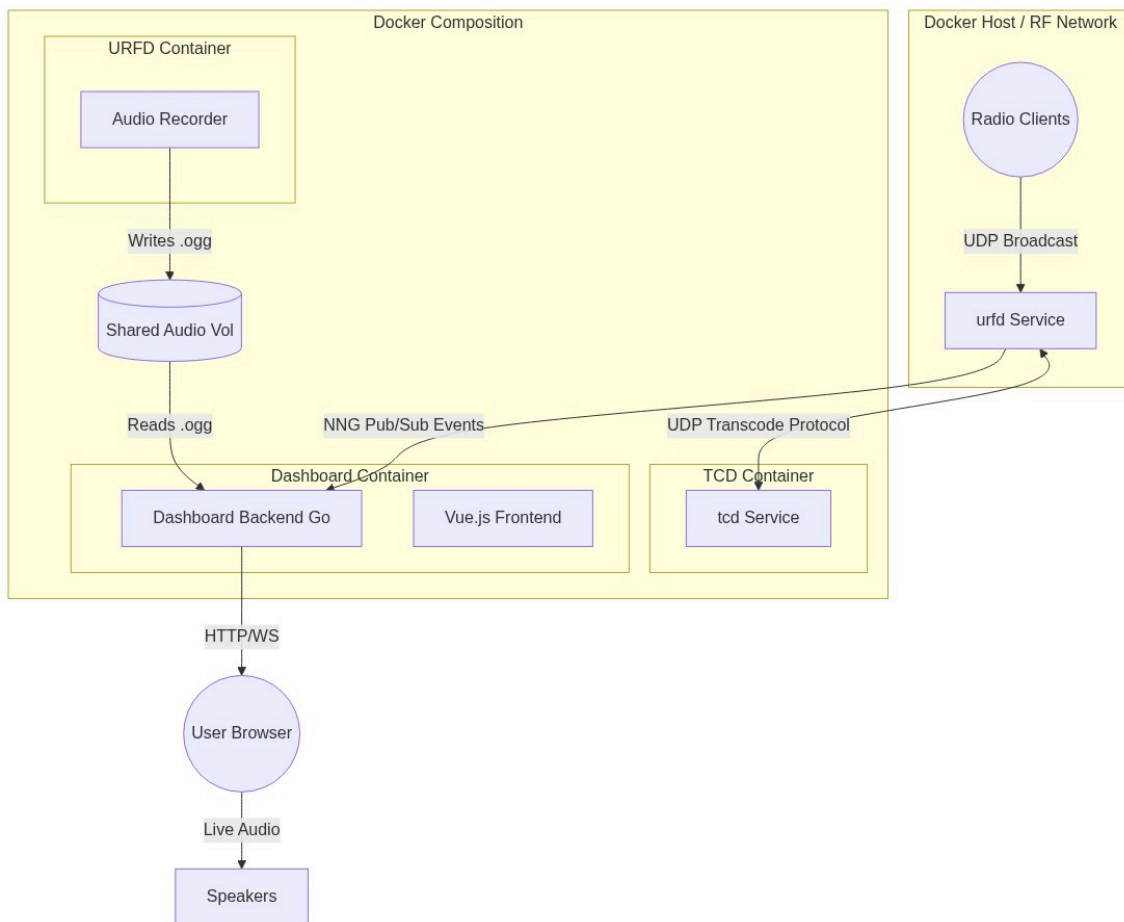 Docker Composition
Docker Host / RF Network
URFD Container
Audio Recorder
Radio Clients
Writes .ogg
UDP Broadcast
Shared Audio Vol
urfd Service
Reads .ogg
NNG Pub/Sub Events
UDP Transcode Protocol
Dashboard Container
TCD Container
Dashboard Backend Go
Vue.js Frontend
tcd Service
HTTP/WS
User Browser
Live Audio
Speakers